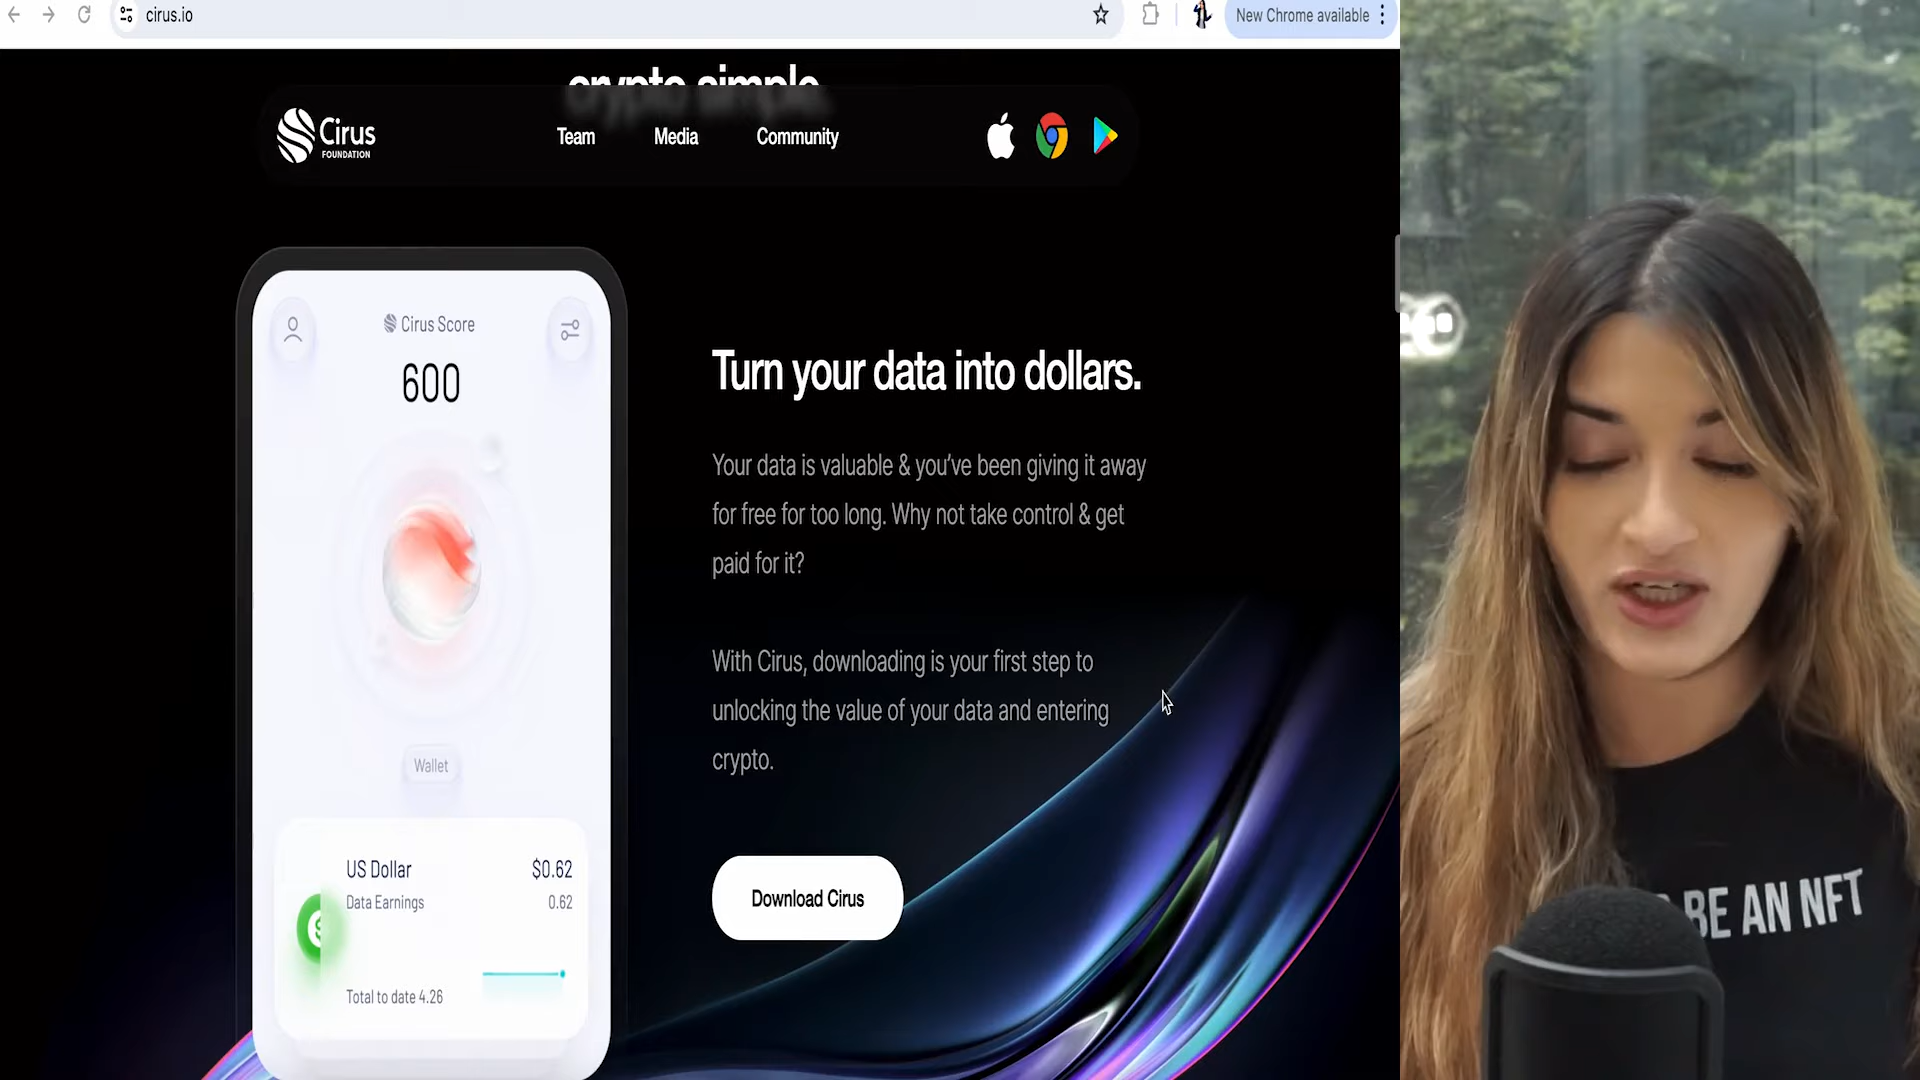 cirus.io
New Chrome available
crypto simple.
Cirus
FOUNDATION
Team
Media
Community
Cirus Score
600
Wallet
US Dollar
$0.62
Data Earnings
0.62
Total to date 4.26
Turn your data into dollars.
Your data is valuable & you've been giving it away
for free for too long. Why not take control & get
paid for it?
With Cirus, downloading is your first step to
unlocking the value of your data and entering
crypto.
Download Cirus
BE AN NFT